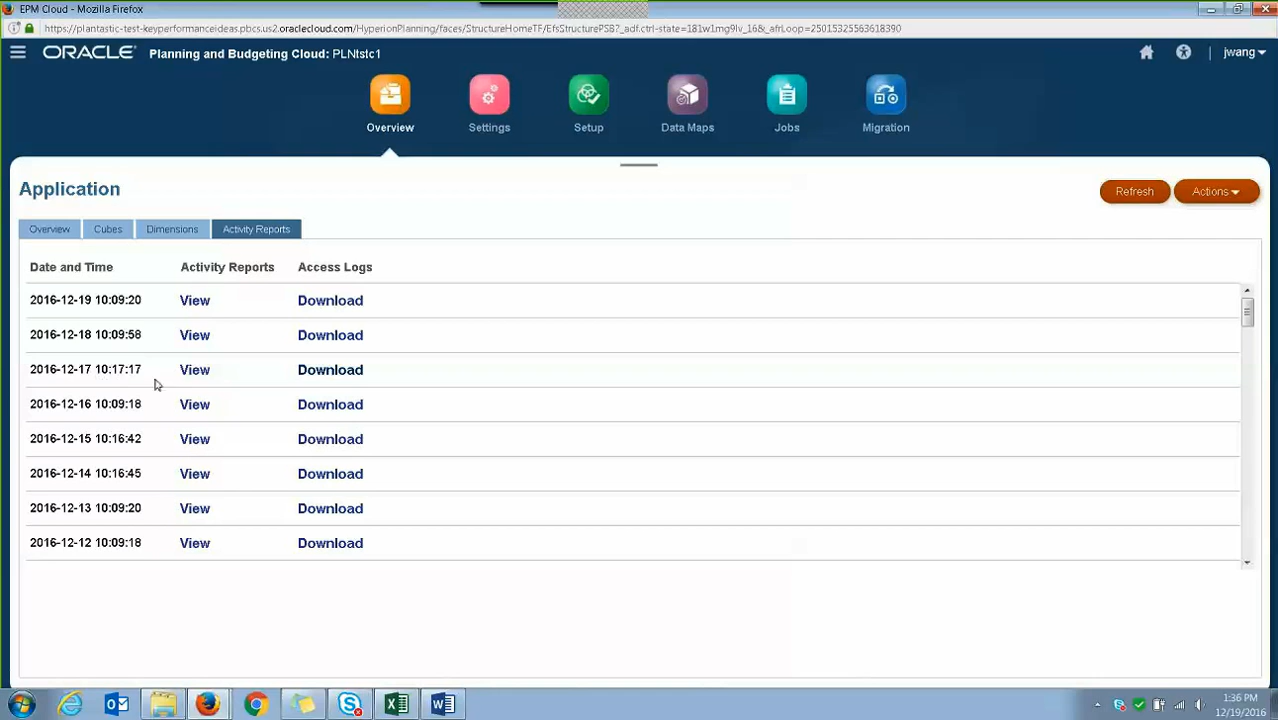 EPM Cloud - Mozilla Firefox
https://plantastic-test-keyperformanceideas.pbcs.us2.oraclecloud.com/HyperionPlanning/faces/StructureHomeTF/EfsStructurePSB?_adf.ctrl-state=181w1mg9lv_16&_afrLoop=25015325563618390
ORACLE Planning and Budgeting Cloud: PLNtstc1
jwang
Overview Settings Setup Data Maps Jobs Migration
Application
Refresh Actions
Overview Cubes Dimensions Activity Reports
Date and Time Activity Reports Access Logs
2016-12-19 10:09:20 View Download
2016-12-18 10:09:58 View Download
2016-12-17 10:17:17 View Download
2016-12-16 10:09:18 View Download
2016-12-15 10:16:42 View Download
2016-12-14 10:16:45 View Download
2016-12-13 10:09:20 View Download
2016-12-12 10:09:18 View Download
1:36 PM
12/19/2016